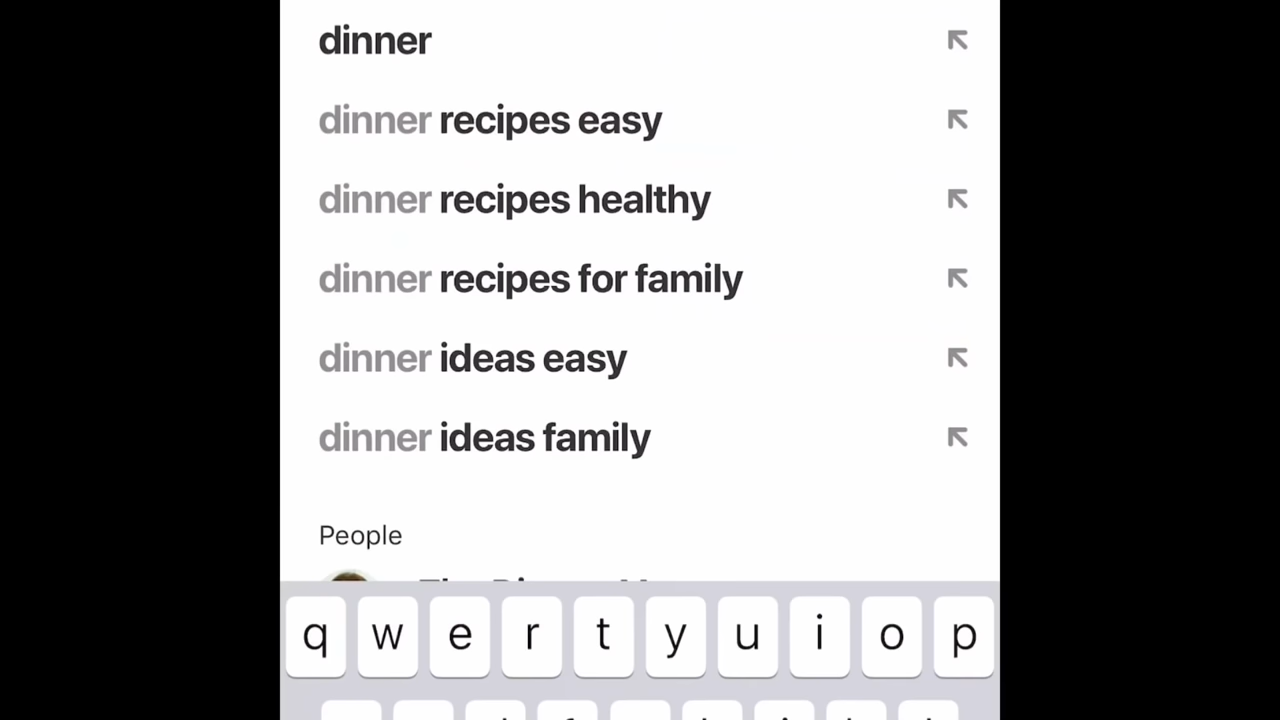 dinner
dinner recipes easy
dinner recipes healthy
dinner recipes for family
dinner ideas easy
dinner ideas family
People
q w e r t y u i o p